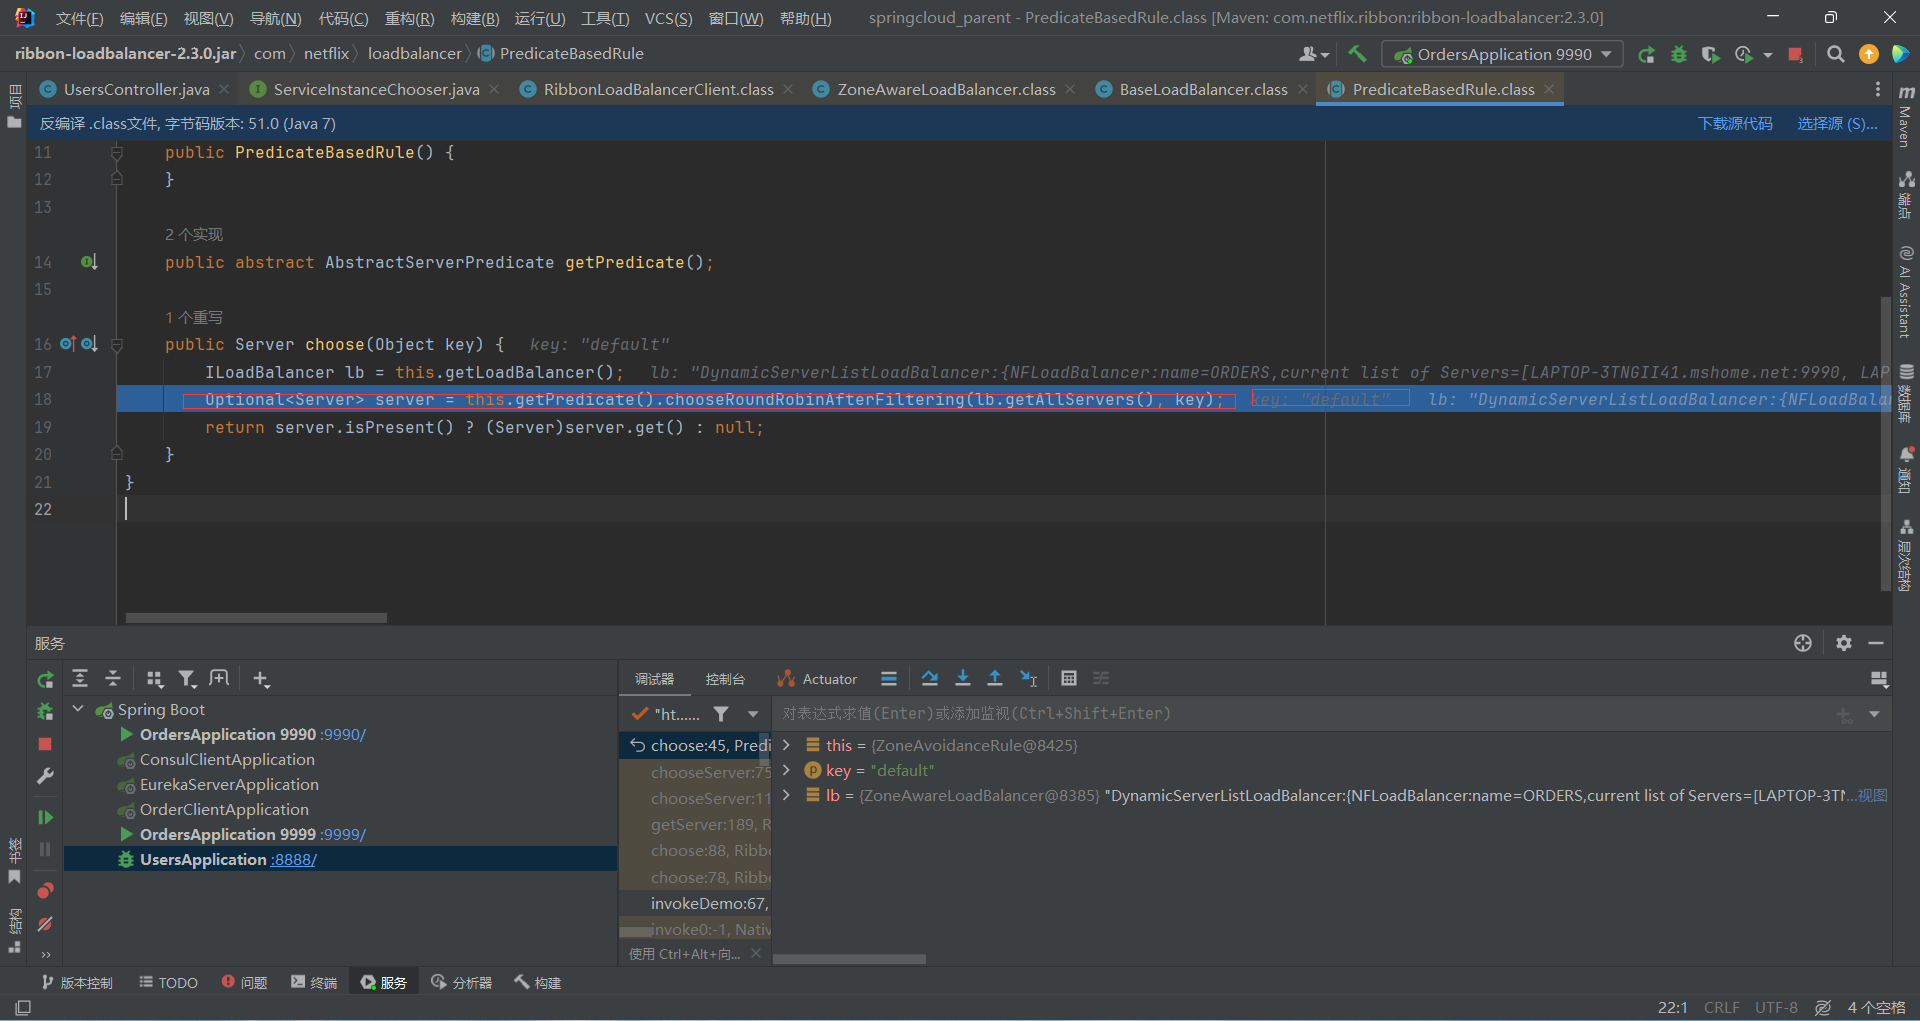 文件(F) 编辑(E) 视图(V) 导航(N) 代码(C) 重构(R) 构建(B) 运行(U) 工具(T) VCS(S) 窗口(W) 帮助(H) springcloud_parent - PredicateBasedRule.class [Maven: com.netflix.ribbon:ribbon-loadbalancer:2.3.0]
ribbon-loadbalancer-2.3.0.jar com netflix loadbalancer PredicateBasedRule OrdersApplication 9990
UsersController.java ServiceInstanceChooser.java RibbonLoadBalancerClient.class ZoneAwareLoadBalancer.class BaseLoadBalancer.class PredicateBasedRule.class
反编译 .class文件, 字节码版本: 51.0 (Java 7) 下载源代码 选择源 (S)...
11 public PredicateBasedRule() {
12 }
13
2 个实现
14 public abstract AbstractServerPredicate getPredicate();
15
1 个重写
16 public Server choose(Object key) { key: "default"
17 ILoadBalancer lb = this.getLoadBalancer(); lb: "DynamicServerListLoadBalancer:{NFLoadBalancer:name=ORDERS,current list of Servers=[LAPTOP-3TNGII41.mshome.net:9990, LAP
18 Optional<Server> server = this.getPredicate().chooseRoundRobinAfterFiltering(lb.getAllServers(), key); key: "default" lb: "DynamicServerListLoadBalancer:{NFLoadBala
19 return server.isPresent() ? (Server)server.get() : null;
20 }
21 }
22
项目
m
Maven
端点
AI Assistant
数据库
通知
层次结构
书签
结构
服务
调试器 控制台 Actuator
Spring Boot
OrdersApplication 9990 :9990/
ConsulClientApplication
EurekaServerApplication
OrderClientApplication
OrdersApplication 9999 :9999/
UsersApplication :8888/
"ht...... 对表达式求值(Enter)或添加监视(Ctrl+Shift+Enter)
choose:45, Predi
chooseServer:75
chooseServer:11
getServer:189, R
choose:88, Ribb
choose:78, Ribb
invokeDemo:67,
invoke0:-1, Nativ
使用 Ctrl+Alt+向...
this = {ZoneAvoidanceRule@8425}
key = "default"
lb = {ZoneAwareLoadBalancer@8385} "DynamicServerListLoadBalancer:{NFLoadBalancer:name=ORDERS,current list of Servers=[LAPTOP-3TN...视图
版本控制 TODO 问题 终端 服务 分析器 构建
22:1 CRLF UTF-8 4 个空格